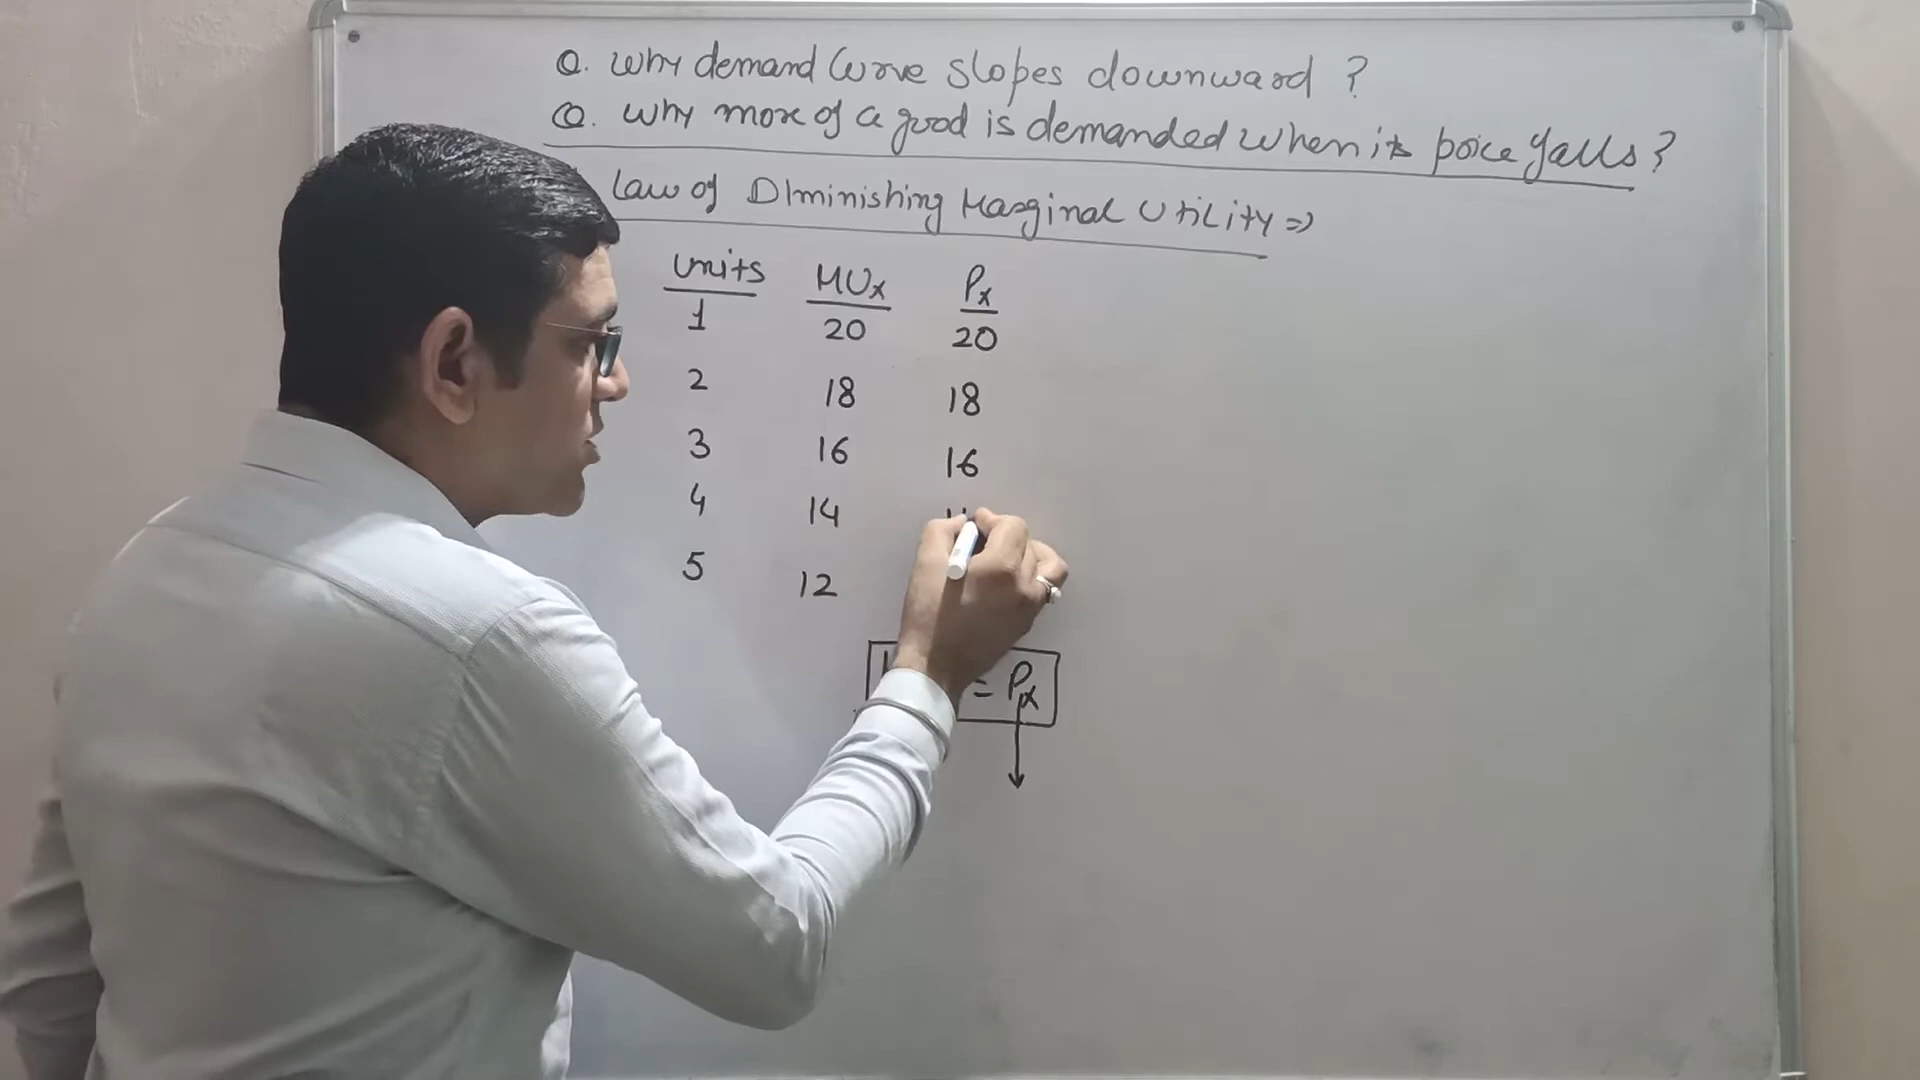 Q. Why demand Curve slopes downward ?
Q. Why more of a good is demanded when its price falls ?
Law of Diminishing Marginal Utility =>
Units MUx Px
1 20 20
2 18 18
3 16 16
4 14
5 12
= Px